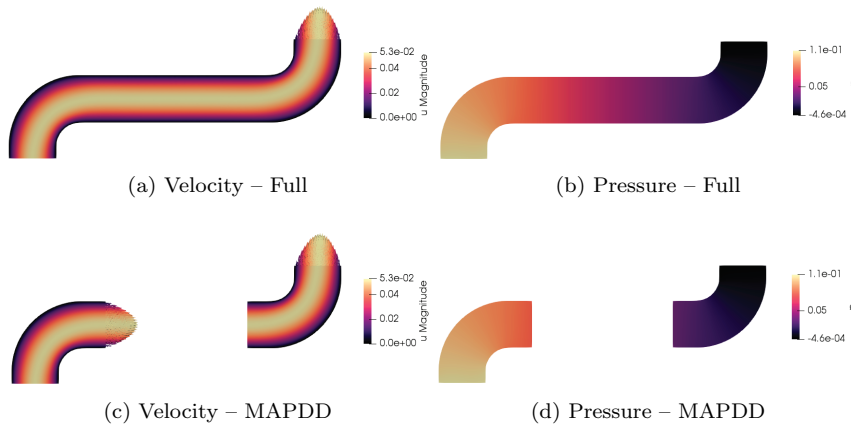 5.3e-02
0.04
0.02
0.0e+00
u Magnitude
1.1e-01
0.05
-4.6e-04
(a) Velocity – Full
(b) Pressure – Full
5.3e-02
0.04
0.02
0.0e+00
u Magnitude
1.1e-01
0.05
-4.6e-04
(c) Velocity – MAPDD
(d) Pressure – MAPDD